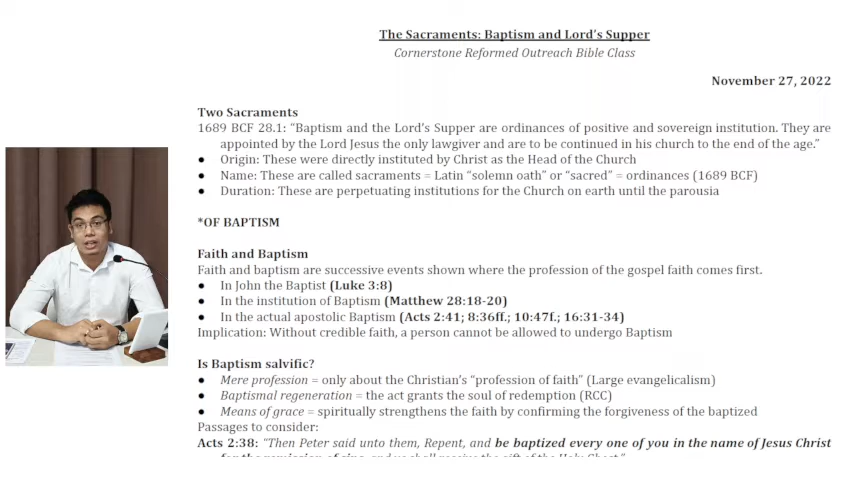 The Sacraments: Baptism and Lord's Supper
Cornerstone Reformed Outreach Bible Class
November 27, 2022
Two Sacraments
1689 BCF 28.1: “Baptism and the Lord's Supper are ordinances of positive and sovereign institution. They are
appointed by the Lord Jesus the only lawgiver and are to be continued in his church to the end of the age.”
● Origin: These were directly instituted by Christ as the Head of the Church
● Name: These are called sacraments = Latin “solemn oath” or “sacred” = ordinances (1689 BCF)
● Duration: These are perpetuating institutions for the Church on earth until the parousia
*OF BAPTISM
Faith and Baptism
Faith and baptism are successive events shown where the profession of the gospel faith comes first.
● In John the Baptist (Luke 3:8)
● In the institution of Baptism (Matthew 28:18-20)
● In the actual apostolic Baptism (Acts 2:41; 8:36ff.; 10:47f.; 16:31-34)
Implication: Without credible faith, a person cannot be allowed to undergo Baptism
Is Baptism salvific?
● Mere profession = only about the Christian's “profession of faith” (Large evangelicalism)
● Baptismal regeneration = the act grants the soul of redemption (RCC)
● Means of grace = spiritually strengthens the faith by confirming the forgiveness of the baptized
Passages to consider:
Acts 2:38: “Then Peter said unto them, Repent, and be baptized every one of you in the name of Jesus Christ